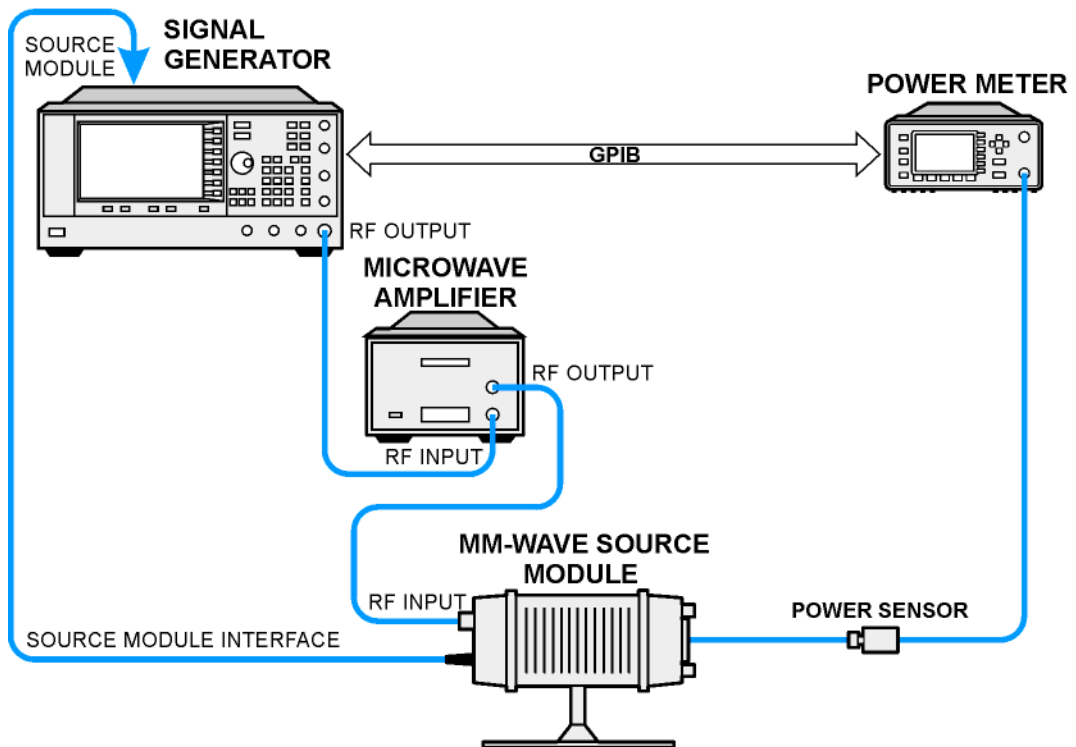 SOURCE
MODULE
SIGNAL
GENERATOR
POWER METER
GPIB
RF OUTPUT
MICROWAVE
AMPLIFIER
RF OUTPUT
RF INPUT
MM-WAVE SOURCE
MODULE
RF INPUT
POWER SENSOR
SOURCE MODULE INTERFACE